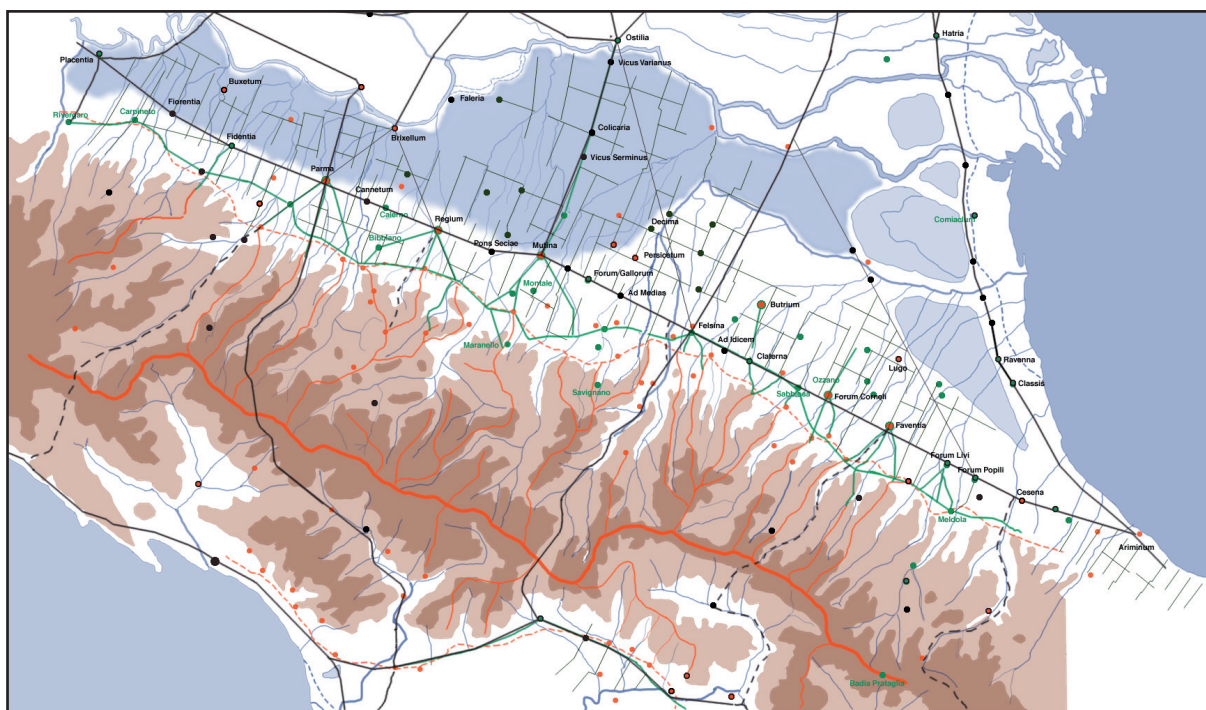 Ostilia
Hatria
Placentia
Vicus Varianus
Buxetum
Faleria
Fiorentia
Rivergaro
Carpineto
Colicaria
Brixellum
Fidentia
Vicus Serminus
Parma
Cannetum
Calerno
Comiaclum
Regium
Decima
Bibbiano
Pons Seciae
Mutina
Persicetum
Forum Gallorum
Montale
Ad Medias
Butrium
Felsina
Maranello
Ad Idicem
Claterna
Ravenna
Lugo
Ozzano
Classis
Savignano
Sabbiosa
Forum Corneli
Faventia
Forum Livi
Forum Popili
Cesena
Meldola
Ariminum
Badia Prataglia